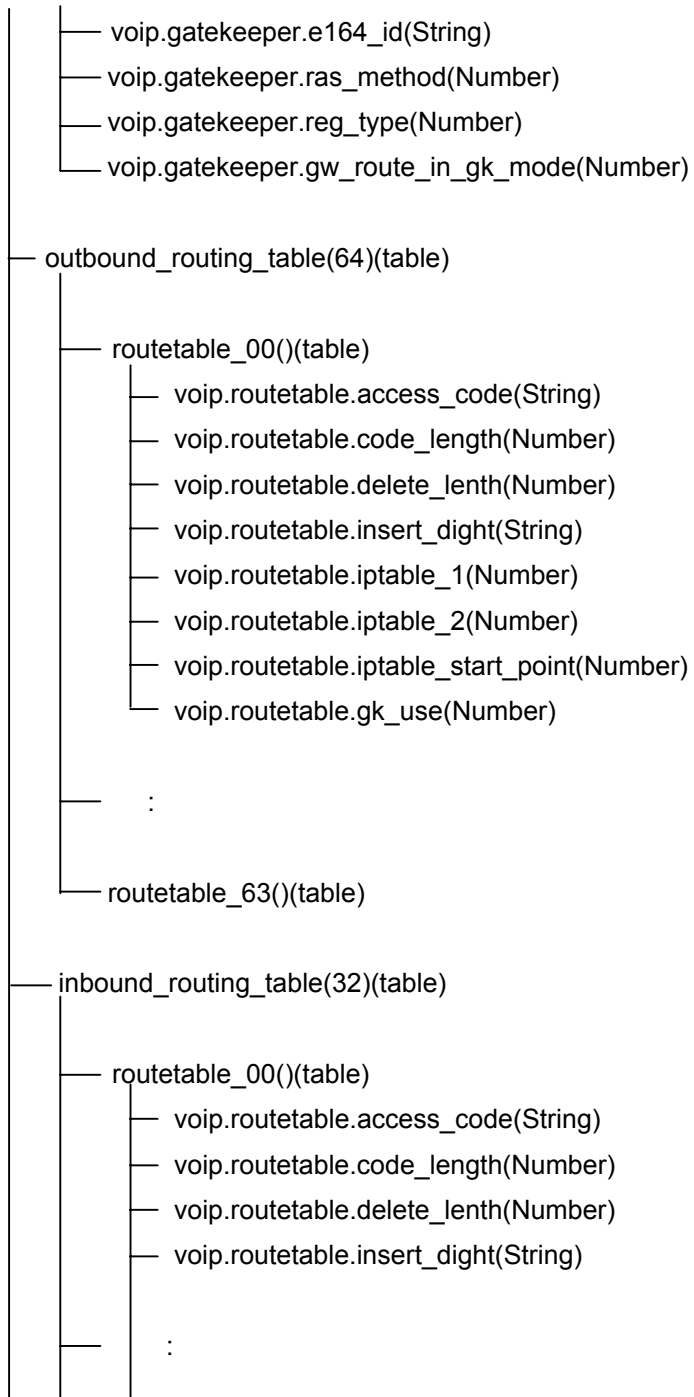 voip.gatekeeper.e164_id(String)
voip.gatekeeper.ras_method(Number)
voip.gatekeeper.reg_type(Number)
voip.gatekeeper.gw_route_in_gk_mode(Number)
outbound_routing_table(64)(table)
routetable_00()(table)
voip.routetable.access_code(String)
voip.routetable.code_length(Number)
voip.routetable.delete_lenth(Number)
voip.routetable.insert_dight(String)
voip.routetable.iptable_1(Number)
voip.routetable.iptable_2(Number)
voip.routetable.iptable_start_point(Number)
voip.routetable.gk_use(Number)
:
routetable_63()(table)
inbound_routing_table(32)(table)
routetable_00()(table)
voip.routetable.access_code(String)
voip.routetable.code_length(Number)
voip.routetable.delete_lenth(Number)
voip.routetable.insert_dight(String)
: